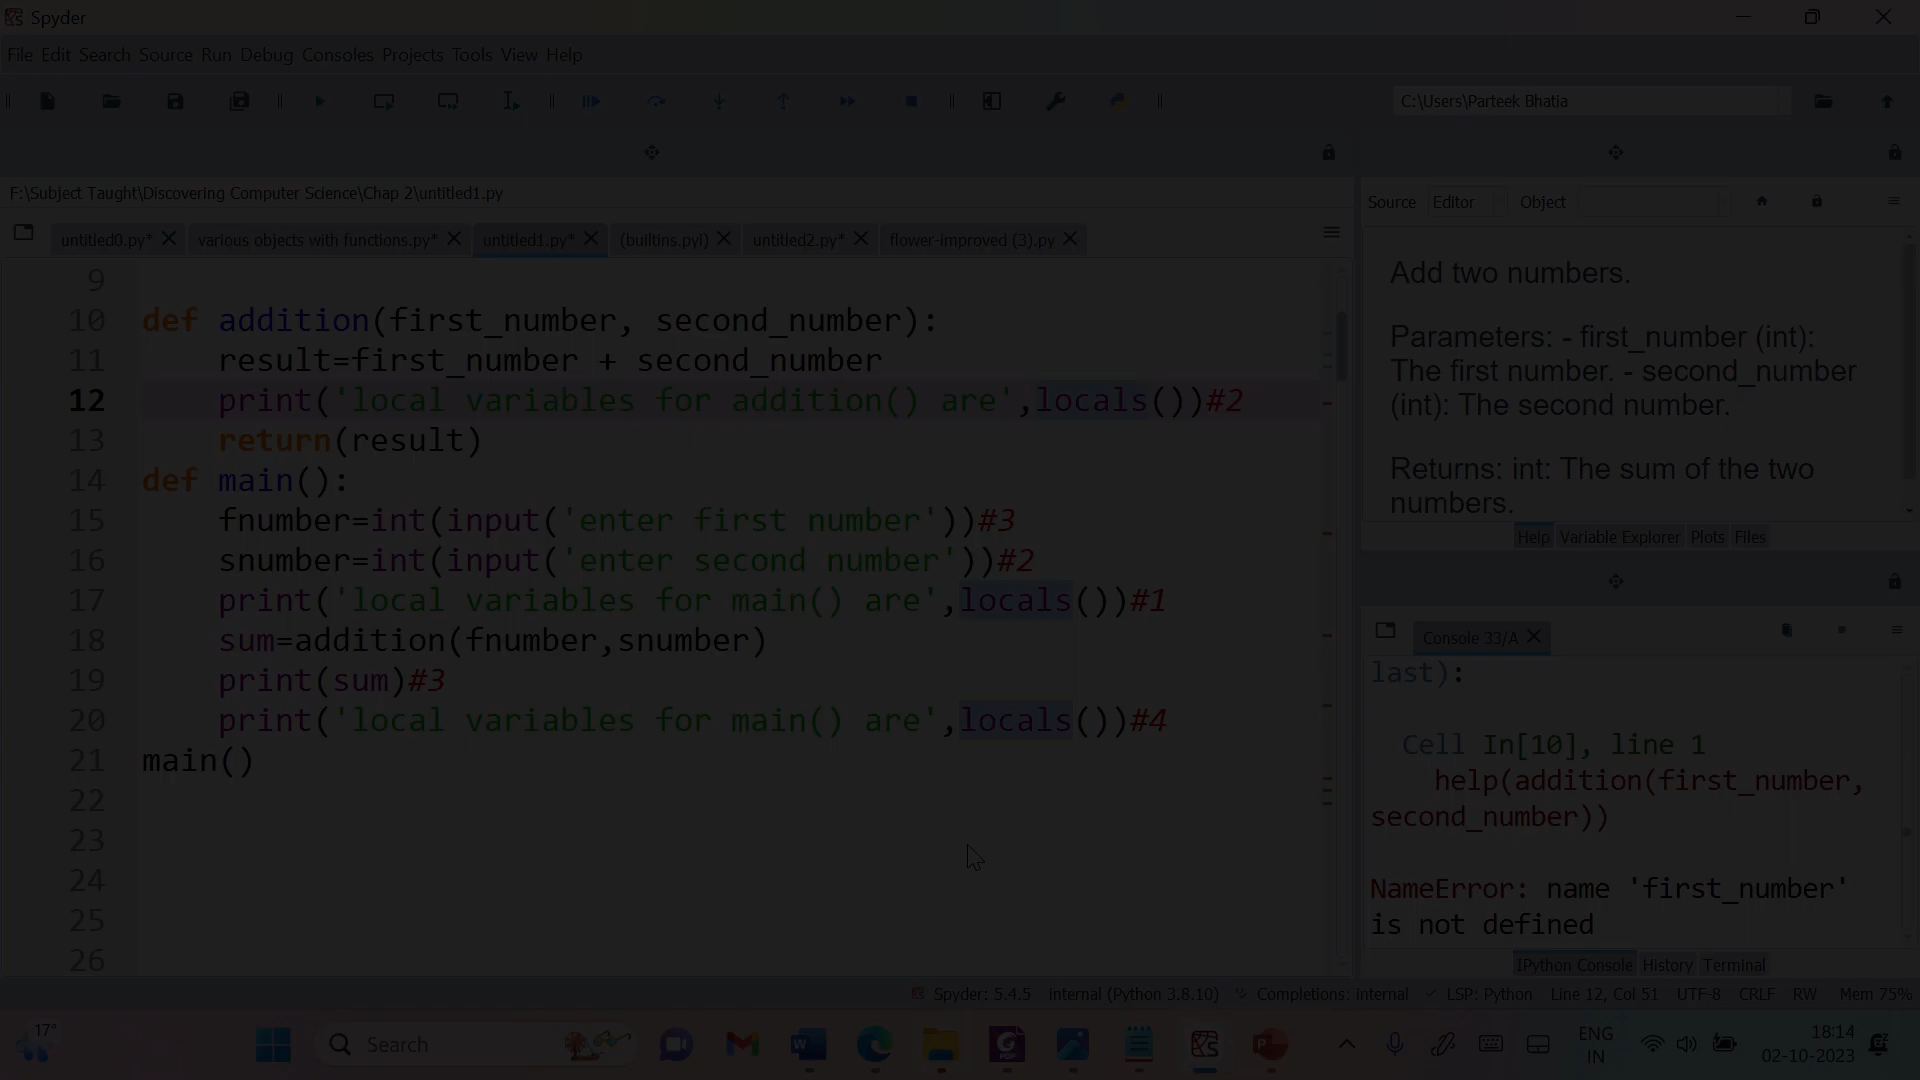 Spyder
File Edit Search Source Run Debug Consoles Projects Tools View Help
C:\Users\Parteek Bhatia
F:\Subject Taught\Discovering Computer Science\Chap 2\untitled1.py
untitled0.py* various objects with functions.py* untitled1.py* (builtins.pyi) untitled2.py* flower-improved (3).py
9
10 def addition(first_number, second_number):
11 result=first_number + second_number
12 print('local variables for addition() are',locals())#2
13 return(result)
14 def main():
15 fnumber=int(input('enter first number'))#3
16 snumber=int(input('enter second number'))#2
17 print('local variables for main() are',locals())#1
18 sum=addition(fnumber,snumber)
19 print(sum)#3
20 print('local variables for main() are',locals())#4
21 main()
22
23
24
25
26
Source Editor Object
Add two numbers.
Parameters: - first_number (int):
The first number. - second_number
(int): The second number.
Returns: int: The sum of the two
numbers.
Help Variable Explorer Plots Files
Console 33/A
last):
Cell In[10], line 1
help(addition(first_number,
second_number))
NameError: name 'first_number'
is not defined
IPython Console History Terminal
Spyder: 5.4.5 internal (Python 3.8.10) Completions: internal LSP: Python Line 12, Col 51 UTF-8 CRLF RW Mem 75%
17°
Search
ENG
IN
18:14
02-10-2023